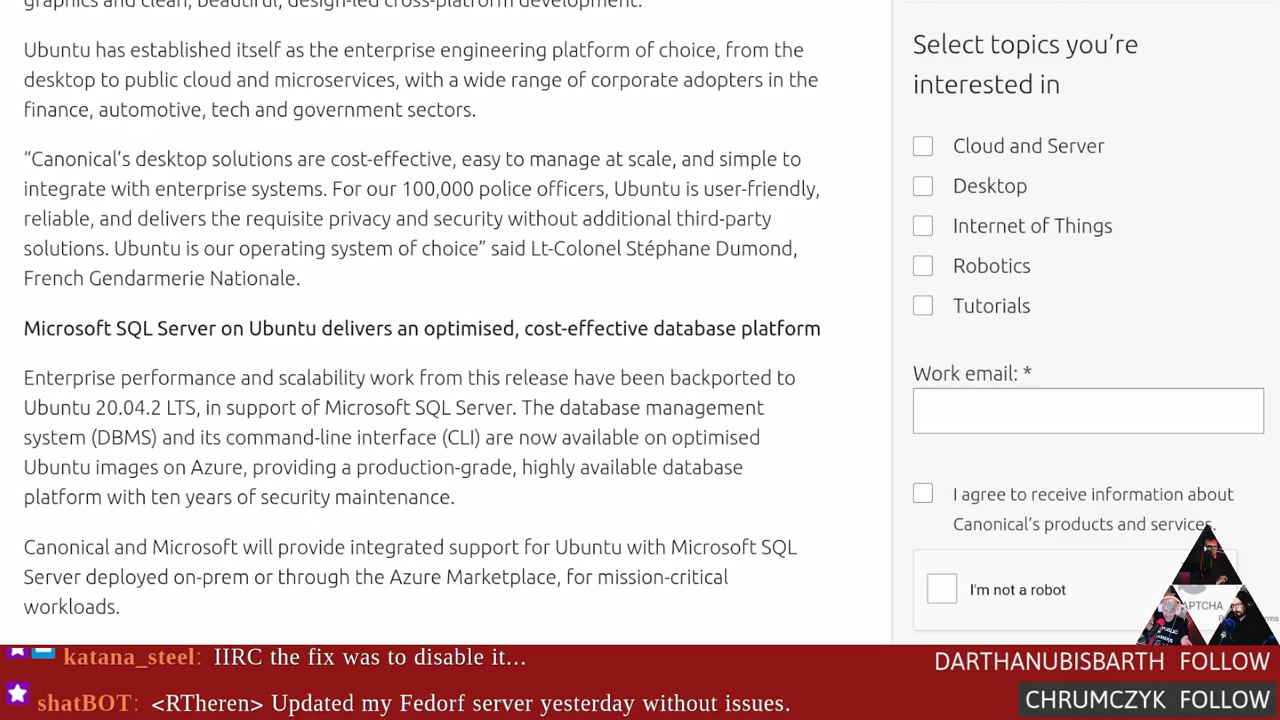 graphics and clean, beautiful, design-led cross-platform development.
Ubuntu has established itself as the enterprise engineering platform of choice, from the
desktop to public cloud and microservices, with a wide range of corporate adopters in the
finance, automotive, tech and government sectors.
“Canonical’s desktop solutions are cost-effective, easy to manage at scale, and simple to
integrate with enterprise systems. For our 100,000 police officers, Ubuntu is user-friendly,
reliable, and delivers the requisite privacy and security without additional third-party
solutions. Ubuntu is our operating system of choice” said Lt-Colonel Stéphane Dumond,
French Gendarmerie Nationale.
Microsoft SQL Server on Ubuntu delivers an optimised, cost-effective database platform
Enterprise performance and scalability work from this release have been backported to
Ubuntu 20.04.2 LTS, in support of Microsoft SQL Server. The database management
system (DBMS) and its command-line interface (CLI) are now available on optimised
Ubuntu images on Azure, providing a production-grade, highly available database
platform with ten years of security maintenance.
Canonical and Microsoft will provide integrated support for Ubuntu with Microsoft SQL
Server deployed on-prem or through the Azure Marketplace, for mission-critical
workloads.
Select topics you’re
interested in
Cloud and Server
Desktop
Internet of Things
Robotics
Tutorials
Work email: *
I agree to receive information about
Canonical’s products and services.
I'm not a robot
katana_steel: IIRC the fix was to disable it...
shatBOT: <RTheren> Updated my Fedorf server yesterday without issues.
DARTHANUBISBARTH FOLLOW
CHRUMCZYK FOLLOW